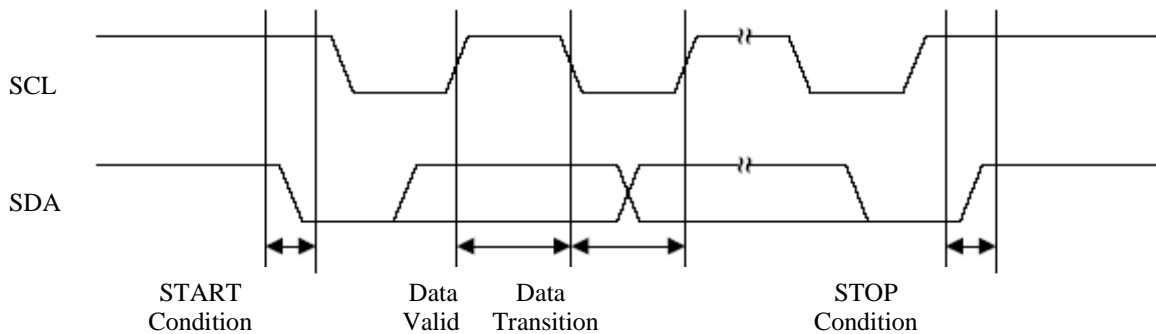 SCL
SDA
START Data Data STOP
Condition Valid Transition Condition